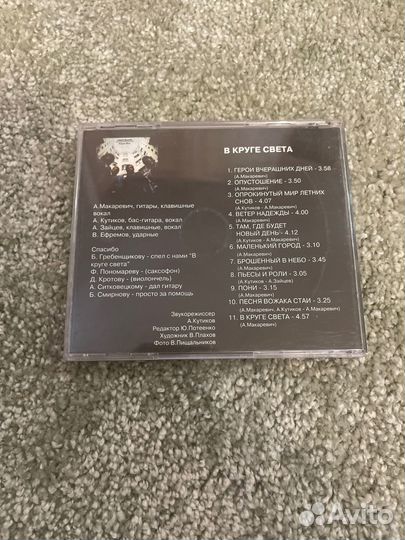 В КРУГЕ СВЕТА
1. ГЕРОИ ВЧЕРАШНИХ ДНЕЙ - 3.58
(А.Макаревич)
2. ОПУСТОШЕНИЕ - 3.50
(А.Макаревич)
3. ОПРОКИНУТЫЙ МИР ЛЕТНИХ
СНОВ - 4.07
(А.Кутиков - А.Макаревич)
4. ВЕТЕР НАДЕЖДЫ - 4.00
(А.Макаревич)
5. ТАМ, ГДЕ БУДЕТ
НОВЫЙ ДЕНЬ - 4.12
(А.Кутиков - А.Макаревич)
6. МАЛЕНЬКИЙ ГОРОД - 3.10
(А.Макаревич)
7. БРОШЕННЫЙ В НЕБО - 3.45
(А.Макаревич)
8. ПЬЕСЫ И РОЛИ - 3.05
(А.Кутиков - А.Зайцев)
9. ПОНИ - 3.15
(А.Макаревич)
10. ПЕСНЯ ВОЖАКА СТАИ - 3.25
(А.Макаревич, А.Кутиков - А.Макаревич)
11. В КРУГЕ СВЕТА - 4.57
(А.Макаревич)
А.Макаревич, гитары, клавишные
вокал
А. Кутиков, бас-гитара, вокал
А. Зайцев, клавишные, вокал
В. Ефремов, ударные
Спасибо
Б. Гребенщикову - спел с нами "В
круге света"
Ф. Пономареву - (саксофон)
Д. Кротову - (виолончель)
А. Ситковецкому - дал гитару
Б. Смирнову - просто за помощь
Звукорежиссер
А.Кутиков
Редактор Ю.Потеенко
Художник В.Плахов
Фото В.Пищальников
Avito